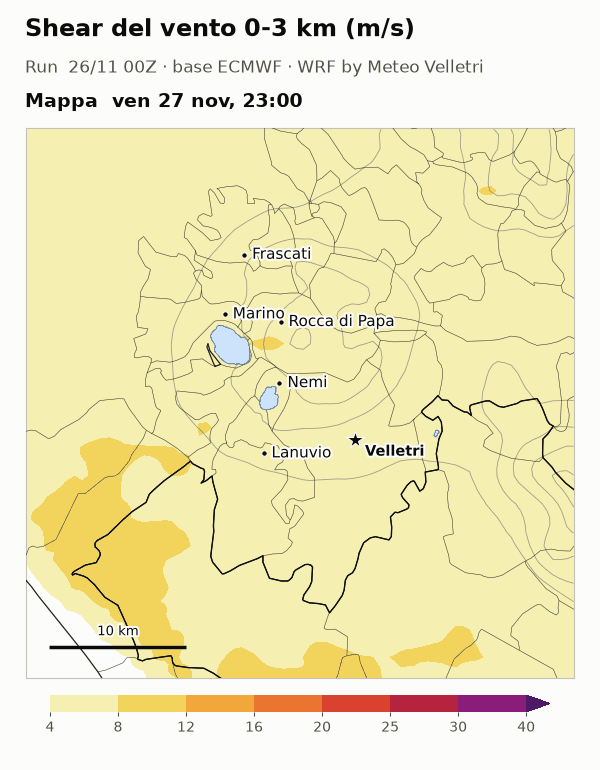 Shear del vento 0-3 km (m/s)
Run  26/11 00Z · base ECMWF · WRF by Meteo Velletri
Mappa  ven 27 nov, 23:00
Frascati
Marino
Rocca di Papa
Nemi
Velletri
Lanuvio
10 km
4 8 12 16 20 25 30 40